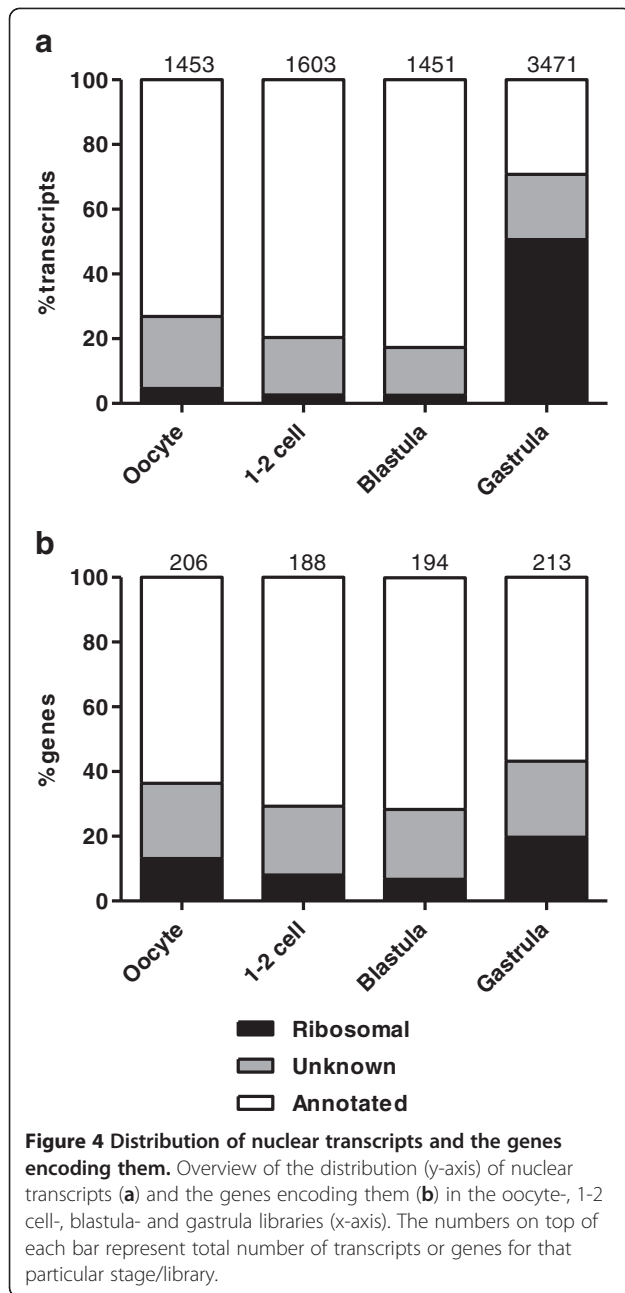 a
1453 1603 1451 3471
100
80
60
40
20
0
%transcripts
Oocyte
1-2 cell
Blastula
Gastrula
b
206 188 194 213
100
80
60
40
20
0
%genes
Oocyte
1-2 cell
Blastula
Gastrula
Ribosomal
Unknown
Annotated
Figure 4 Distribution of nuclear transcripts and the genes
encoding them. Overview of the distribution (y-axis) of nuclear
transcripts (a) and the genes encoding them (b) in the oocyte-, 1-2
cell-, blastula- and gastrula libraries (x-axis). The numbers on top of
each bar represent total number of transcripts or genes for that
particular stage/library.